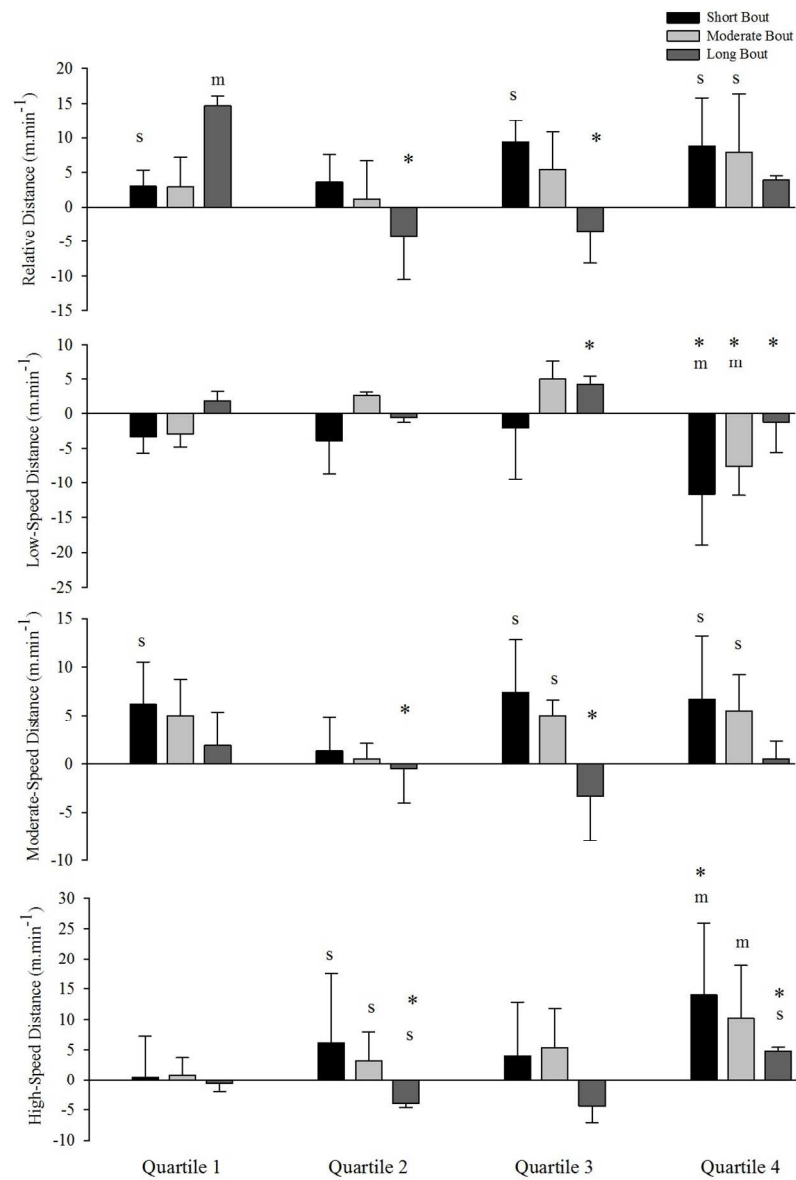 Short Bout
Moderate Bout
Long Bout
Relative Distance (m.min-1)
20
15
10
5
0
-5
-10
-15
s
m
*
s
*
s
s
Low-Speed Distance (m.min-1)
10
5
0
-5
-10
-15
-20
-25
*
* * *
m m
Moderate-Speed Distance (m.min-1)
15
10
5
0
-5
-10
s
*
s
s
*
s
s
High-Speed Distance (m.min-1)
30
25
20
15
10
5
0
-5
-10
s
s
*
s
*
m
m
*
s
Quartile 1 Quartile 2 Quartile 3 Quartile 4